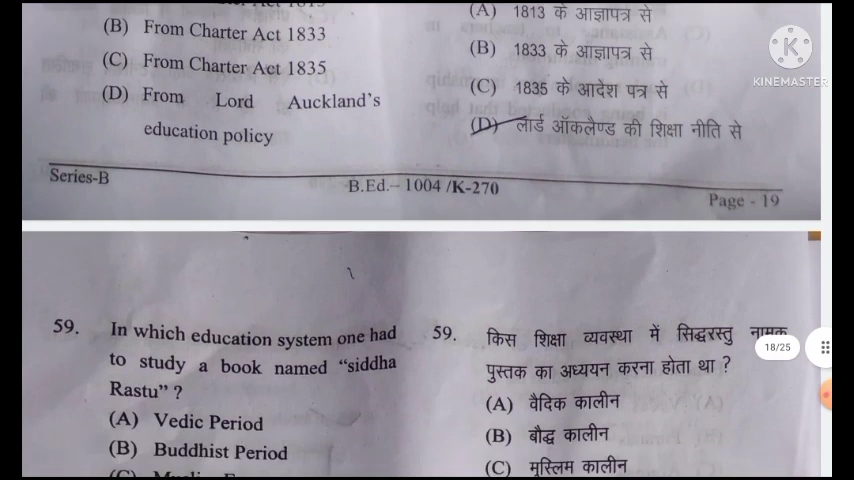 (B) From Charter Act 1833
(C) From Charter Act 1835
(D) From Lord Auckland's
education policy
(A) 1813 के आज्ञापत्र से
(B) 1833 के आज्ञापत्र से
(C) 1835 के आदेश पत्र से
(D) लार्ड ऑकलैण्ड की शिक्षा नीति से
KINEMASTER
Series-B
B.Ed.– 1004 /K-270
Page - 19
59. In which education system one had
to study a book named “siddha
Rastu” ?
(A) Vedic Period
(B) Buddhist Period
59. किस शिक्षा व्यवस्था में सिद्धरस्तु नामक
पुस्तक का अध्ययन करना होता था ?
(A) वैदिक कालीन
(B) बौद्ध कालीन
(C) मुस्लिम कालीन
18/25